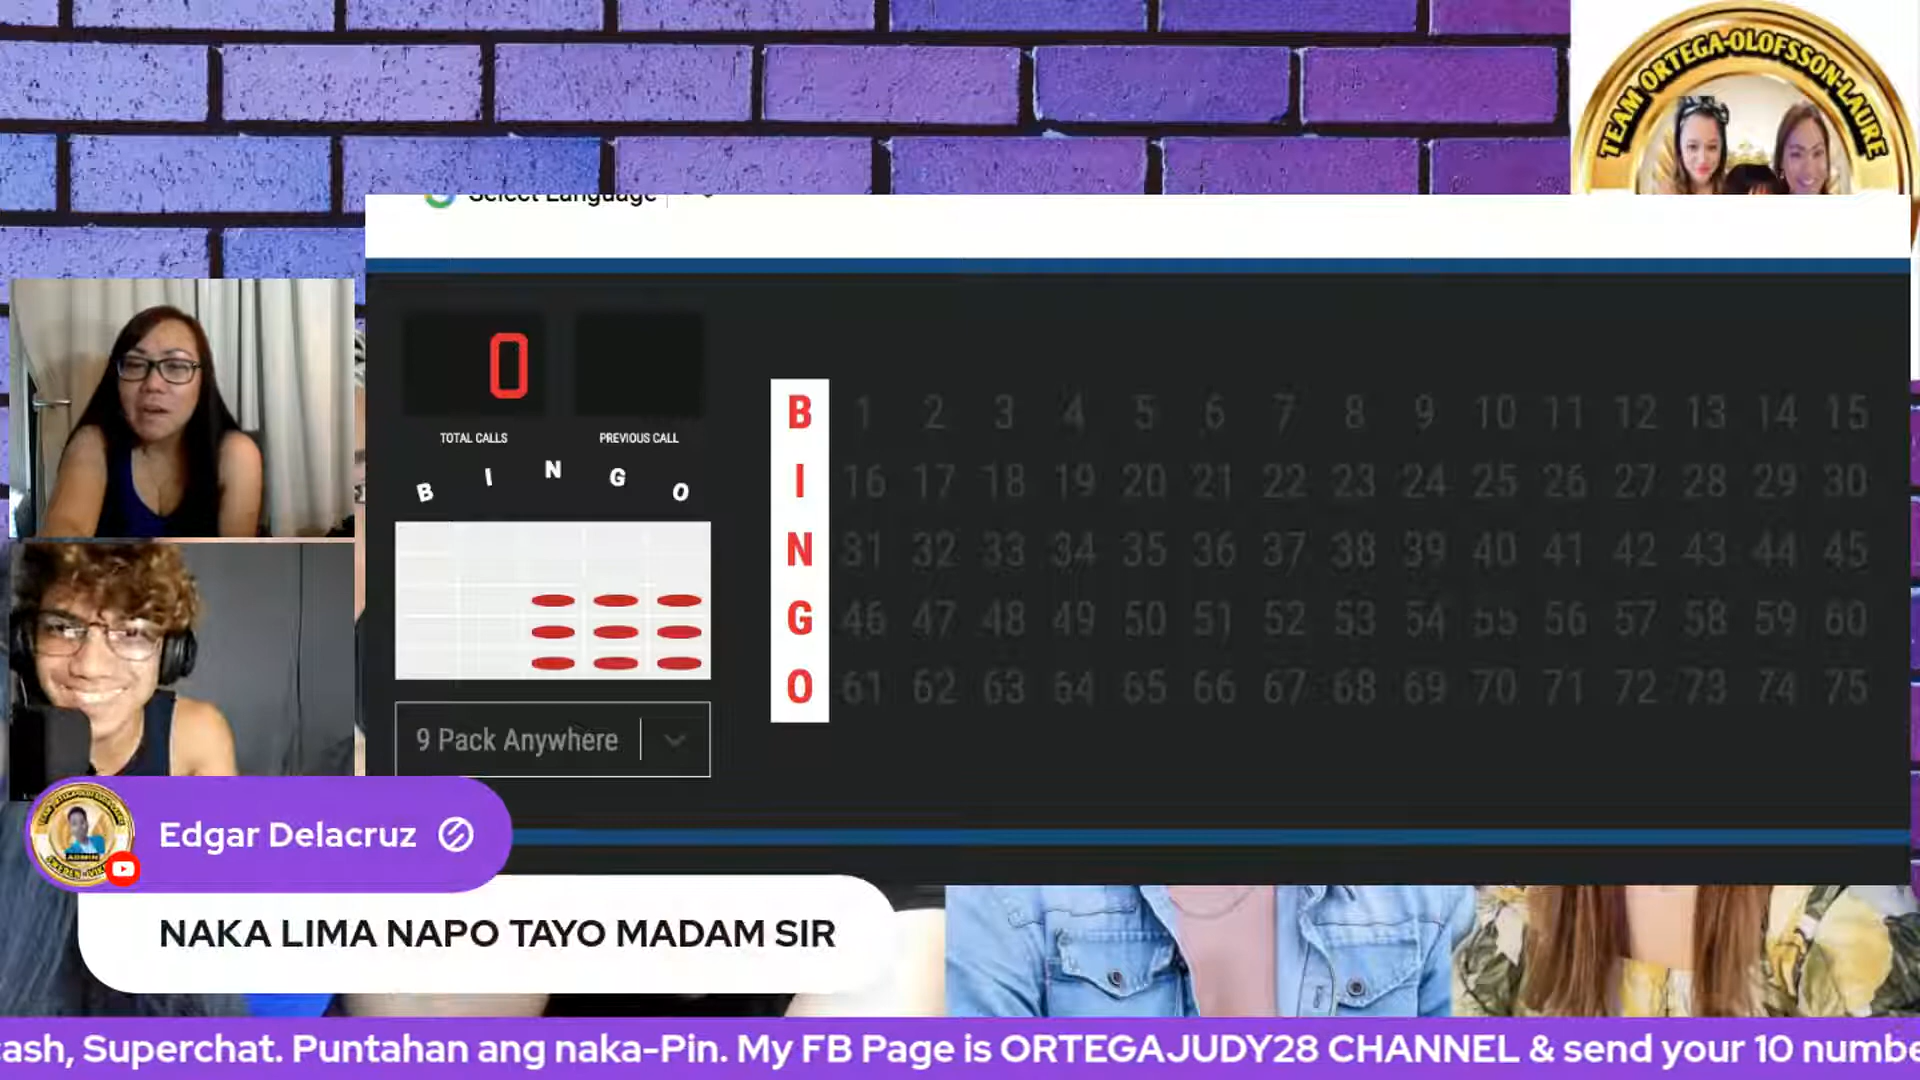 TEAM ORTEGA-OLOFSSON-LAURE
Select Language
0
TOTAL CALLS
PREVIOUS CALL
B I N G O
9 Pack Anywhere
B 1 2 3 4 5 6 7 8 9 10 11 12 13 14 15
I 16 17 18 19 20 21 22 23 24 25 26 27 28 29 30
N 31 32 33 34 35 36 37 38 39 40 41 42 43 44 45
G 46 47 48 49 50 51 52 53 54 55 56 57 58 59 60
O 61 62 63 64 65 66 67 68 69 70 71 72 73 74 75
ADMIN
Edgar Delacruz
NAKA LIMA NAPO TAYO MADAM SIR
ash, Superchat. Puntahan ang naka-Pin. My FB Page is ORTEGAJUDY28 CHANNEL & send your 10 numbe